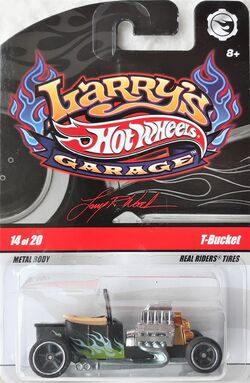 8+
Larry's
Hot Wheels
GARAGE
14 of 20
T-Bucket
METAL BODY
REAL RIDERS® TIRES